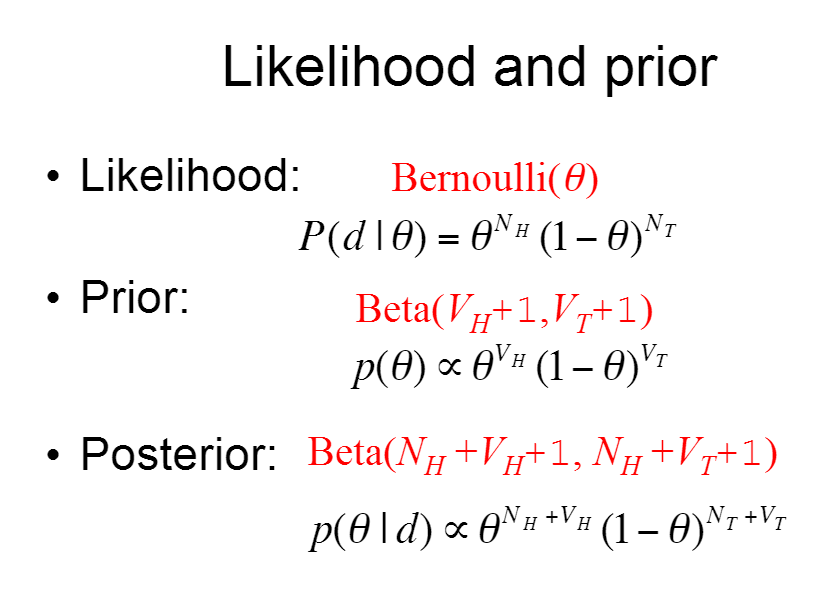 Likelihood and prior
• Likelihood: Bernoulli(θ)
P(d | θ) = θ^{N_H} (1 − θ)^{N_T}
• Prior: Beta(V_H+1,V_T+1)
p(θ) ∝ θ^{V_H} (1 − θ)^{V_T}
• Posterior: Beta(N_H +V_H+1, N_H +V_T+1)
p(θ | d) ∝ θ^{N_H +V_H} (1 − θ)^{N_T +V_T}